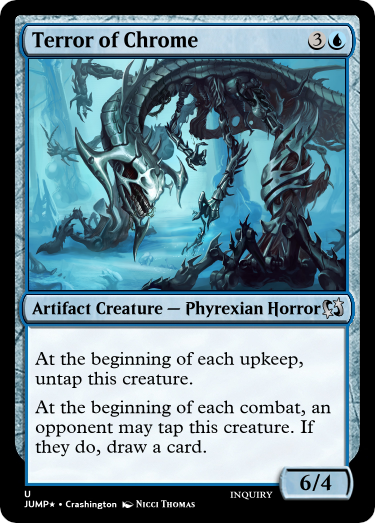 Terror of Chrome 3
Artifact Creature — Phyrexian Horror
At the beginning of each upkeep,
untap this creature.
At the beginning of each combat, an
opponent may tap this creature. If
they do, draw a card.
6/4
U
JUMP★ • Crashington Nicci Thomas
INQUIRY